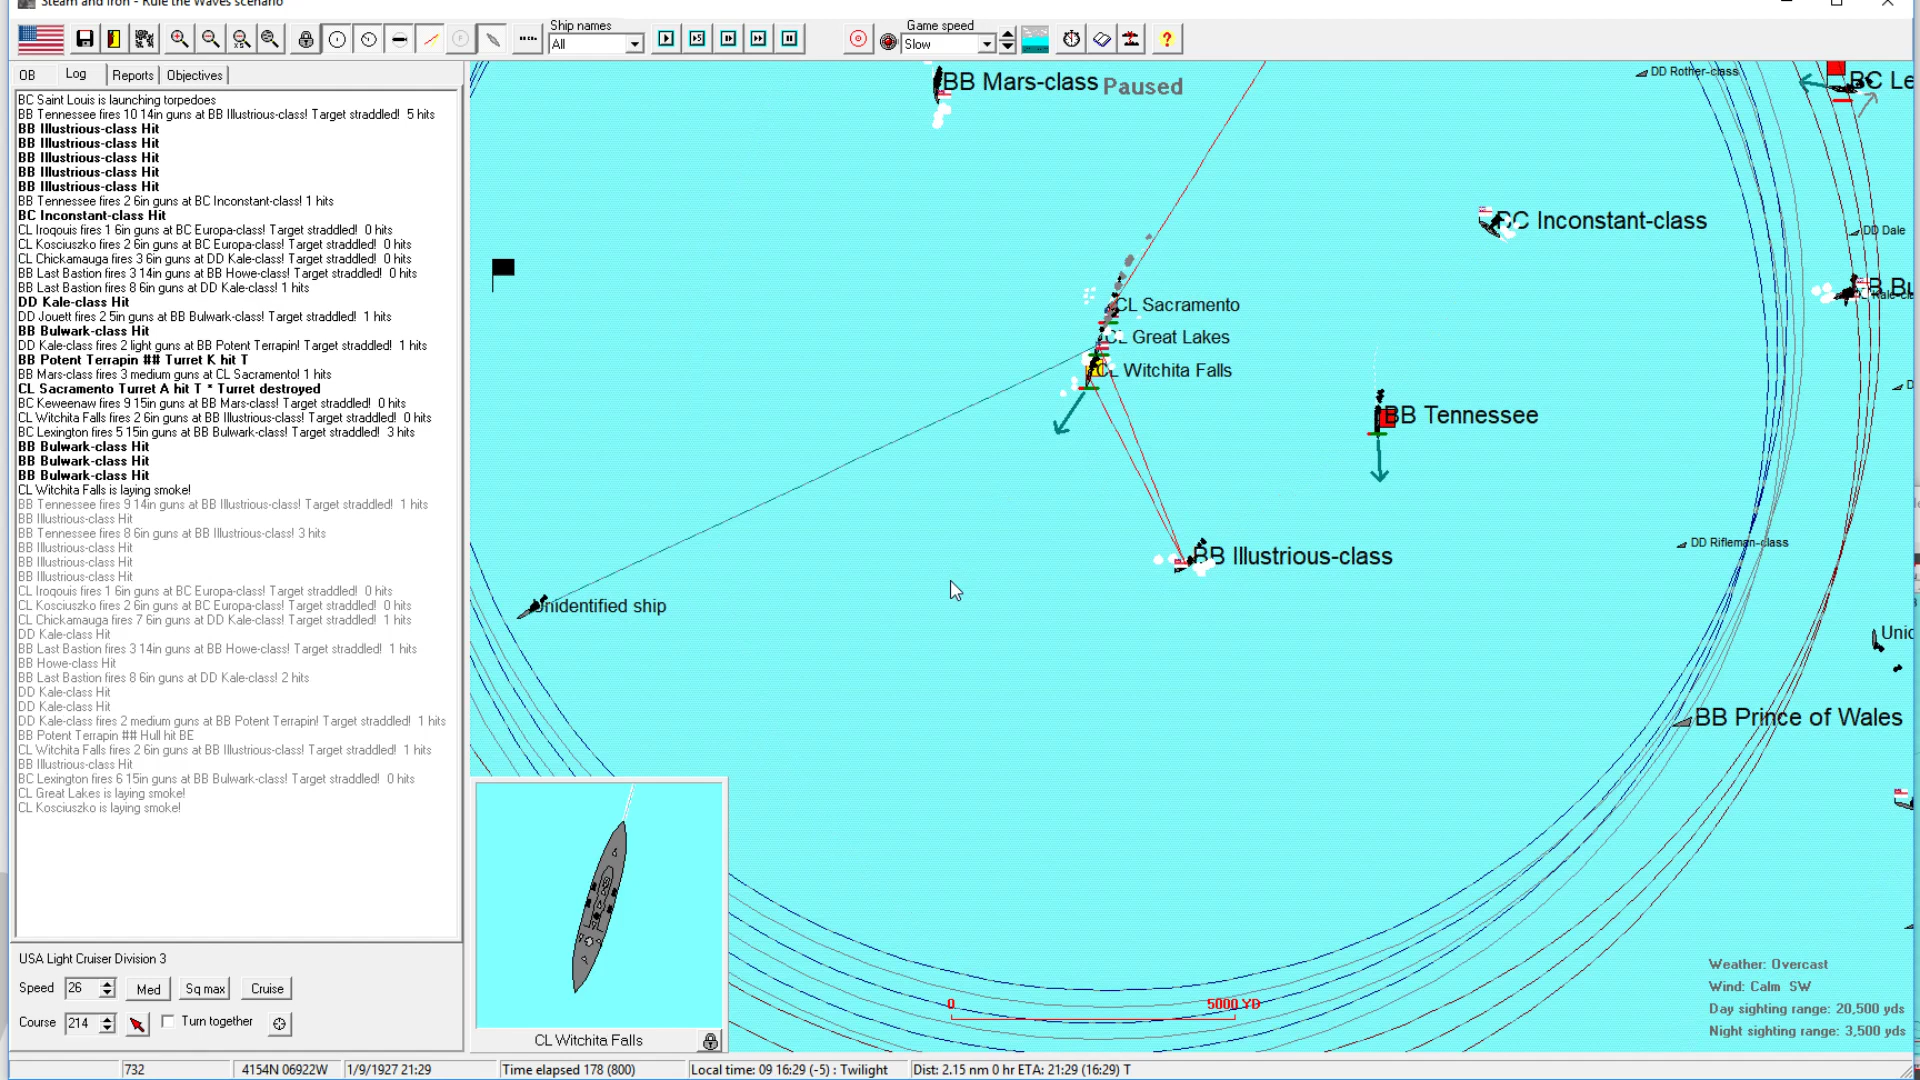 Steam and Iron - Rule the Waves scenario
Ship names
All
Game speed
Slow
OB
Log
Reports
Objectives
BC Saint Louis is launching torpedoes
BB Tennessee fires 10 14in guns at BB Illustrious-class! Target straddled! 5 hits
BB Illustrious-class Hit
BB Illustrious-class Hit
BB Illustrious-class Hit
BB Illustrious-class Hit
BB Illustrious-class Hit
BB Tennessee fires 2 6in guns at BC Inconstant-class! 1 hits
BC Inconstant-class Hit
CL Iroqouis fires 1 6in guns at BC Europa-class! Target straddled! 0 hits
CL Kosciuszko fires 2 6in guns at BC Europa-class! Target straddled! 0 hits
CL Chickamauga fires 3 6in guns at DD Kale-class! Target straddled! 0 hits
BB Last Bastion fires 3 14in guns at BB Howe-class! Target straddled! 0 hits
BB Last Bastion fires 8 6in guns at DD Kale-class! 1 hits
DD Kale-class Hit
DD Jouett fires 2 5in guns at BB Bulwark-class! Target straddled! 1 hits
BB Bulwark-class Hit
DD Kale-class fires 2 light guns at BB Potent Terrapin! Target straddled! 1 hits
BB Potent Terrapin ## Turret K hit T
BB Mars-class fires 3 medium guns at CL Sacramento! 1 hits
CL Sacramento Turret A hit T * Turret destroyed
BC Keweenaw fires 9 15in guns at BB Mars-class! Target straddled! 0 hits
CL Witchita Falls fires 2 6in guns at BB Illustrious-class! Target straddled! 0 hits
BC Lexington fires 5 15in guns at BB Bulwark-class! Target straddled! 3 hits
BB Bulwark-class Hit
BB Bulwark-class Hit
BB Bulwark-class Hit
CL Witchita Falls is laying smoke!
BB Tennessee fires 9 14in guns at BB Illustrious-class! Target straddled! 1 hits
BB Illustrious-class Hit
BB Tennessee fires 8 6in guns at BB Illustrious-class! 3 hits
BB Illustrious-class Hit
BB Illustrious-class Hit
BB Illustrious-class Hit
CL Iroqouis fires 1 6in guns at BC Europa-class! Target straddled! 0 hits
CL Kosciuszko fires 2 6in guns at BC Europa-class! Target straddled! 0 hits
CL Chickamauga fires 7 6in guns at DD Kale-class! Target straddled! 1 hits
DD Kale-class Hit
BB Last Bastion fires 3 14in guns at BB Howe-class! Target straddled! 1 hits
BB Howe-class Hit
BB Last Bastion fires 8 6in guns at DD Kale-class! 2 hits
DD Kale-class Hit
DD Kale-class Hit
DD Kale-class fires 2 medium guns at BB Potent Terrapin! Target straddled! 1 hits
BB Potent Terrapin ## Hull hit BE
CL Witchita Falls fires 2 6in guns at BB Illustrious-class! Target straddled! 1 hits
BB Illustrious-class Hit
BC Lexington fires 6 15in guns at BB Bulwark-class! Target straddled! 0 hits
CL Great Lakes is laying smoke!
CL Kosciuszko is laying smoke!
BB Mars-class Paused
DD Rother-class
BC Le
BC Inconstant-class
DD Dale
BB Bu
CL Sacramento
CL Great Lakes
CL Witchita Falls
BB Tennessee
BB Illustrious-class
DD Rifleman-class
Unidentified ship
BB Prince of Wales
0 5000 YD
Weather: Overcast
Wind: Calm SW
Day sighting range: 20,500 yds
Night sighting range: 3,500 yds
CL Witchita Falls
USA Light Cruiser Division 3
Speed 26 Med Sq max Cruise
Course 214 Turn together
732
4154N 06922W
1/9/1927 21:29
Time elapsed 178 (800)
Local time: 09 16:29 (-5) : Twilight
Dist: 2.15 nm 0 hr ETA: 21:29 (16:29) T